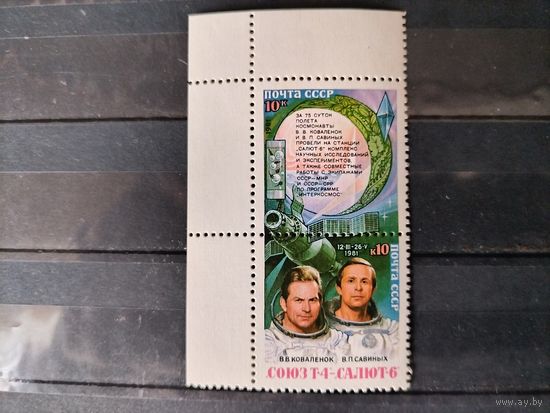 ПОЧТА СССР
10К
1981
ЗА 75 СУТОК
ПОЛЕТА
КОСМОНАВТЫ
В. В. КОВАЛЕНОК
И В. П. САВИНЫХ
ПРОВЕЛИ НА СТАНЦИИ
„САЛЮТ-6" КОМПЛЕКС
НАУЧНЫХ ИССЛЕДОВАНИЙ
И ЭКСПЕРИМЕНТОВ,
А ТАКЖЕ СОВМЕСТНЫЕ
РАБОТЫ С ЭКИПАЖАМИ
СССР—МНР
И СССР—СРР
ПО ПРОГРАММЕ
„ИНТЕРКОСМОС"
12·III-26·V
1981
К10
ПОЧТА СССР
В.В.КОВАЛЕНОК В.П.САВИНЫХ
„СОЮЗ Т-4"-„САЛЮТ-6"
www.ay.by